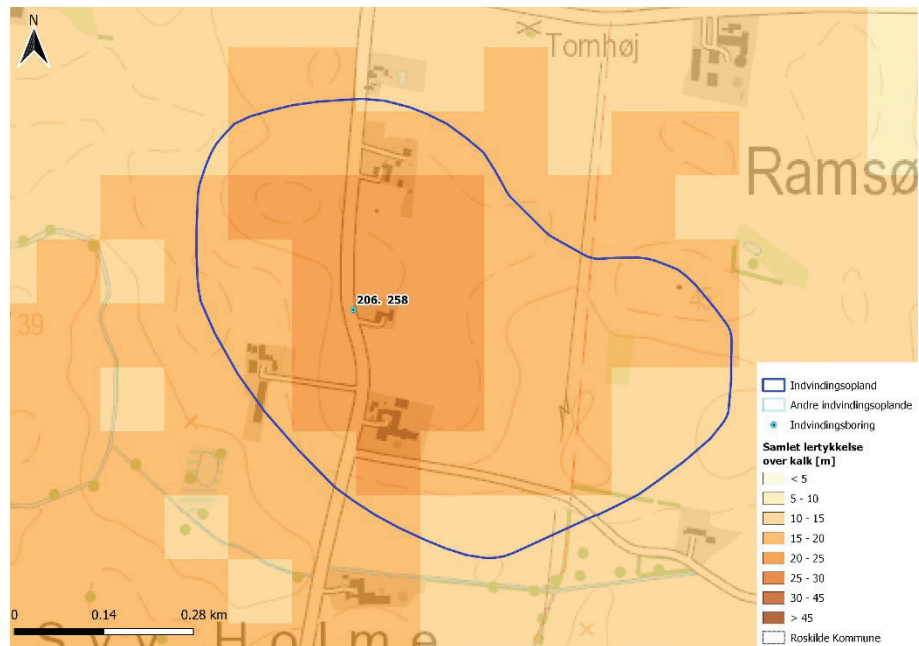 N
Tomhøj
Ramsø
206. 258
39
43
Indvindingsopland
Andre indvindingsoplande
Indvindingsboring
Samlet lertykkelse
over kalk [m]
< 5
5 - 10
10 - 15
15 - 20
20 - 25
25 - 30
30 - 45
> 45
Roskilde Kommune
0 0.14 0.28 km
Syv Holme